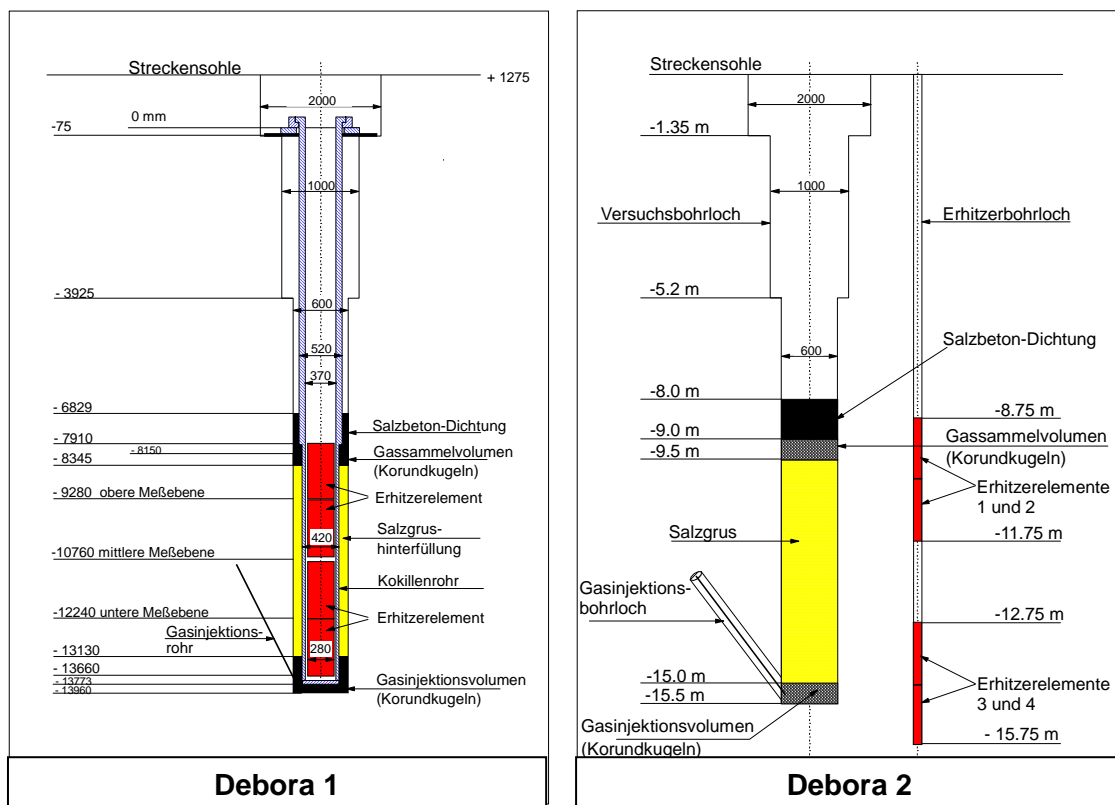 Streckensohle
+ 1275
2000
0 mm
-75
1000
- 3925
600
520
370
- 6829
Salzbeton-Dichtung
- 7910
- 8150
Gassammelvolumen
(Korundkugeln)
- 8345
- 9280 obere Meßebene
Erhitzerelement
Salzgrus-
hinterfüllung
420
-10760 mittlere Meßebene
Kokillenrohr
-12240 untere Meßebene
Erhitzerelement
Gasinjektions-
rohr
280
- 13130
- 13660
- 13773
- 13960
Gasinjektionsvolumen
(Korundkugeln)
Debora 1
Streckensohle
2000
-1.35 m
1000
Versuchsbohrloch
Erhitzerbohrloch
-5.2 m
600
Salzbeton-Dichtung
-8.0 m
-8.75 m
-9.0 m
-9.5 m
Gassammelvolumen
(Korundkugeln)
Erhitzerelemente
1 und 2
Salzgrus
-11.75 m
Gasinjektions-
bohrloch
-12.75 m
-15.0 m
-15.5 m
Erhitzerelemente
3 und 4
Gasinjektionsvolumen
(Korundkugeln)
- 15.75 m
Debora 2